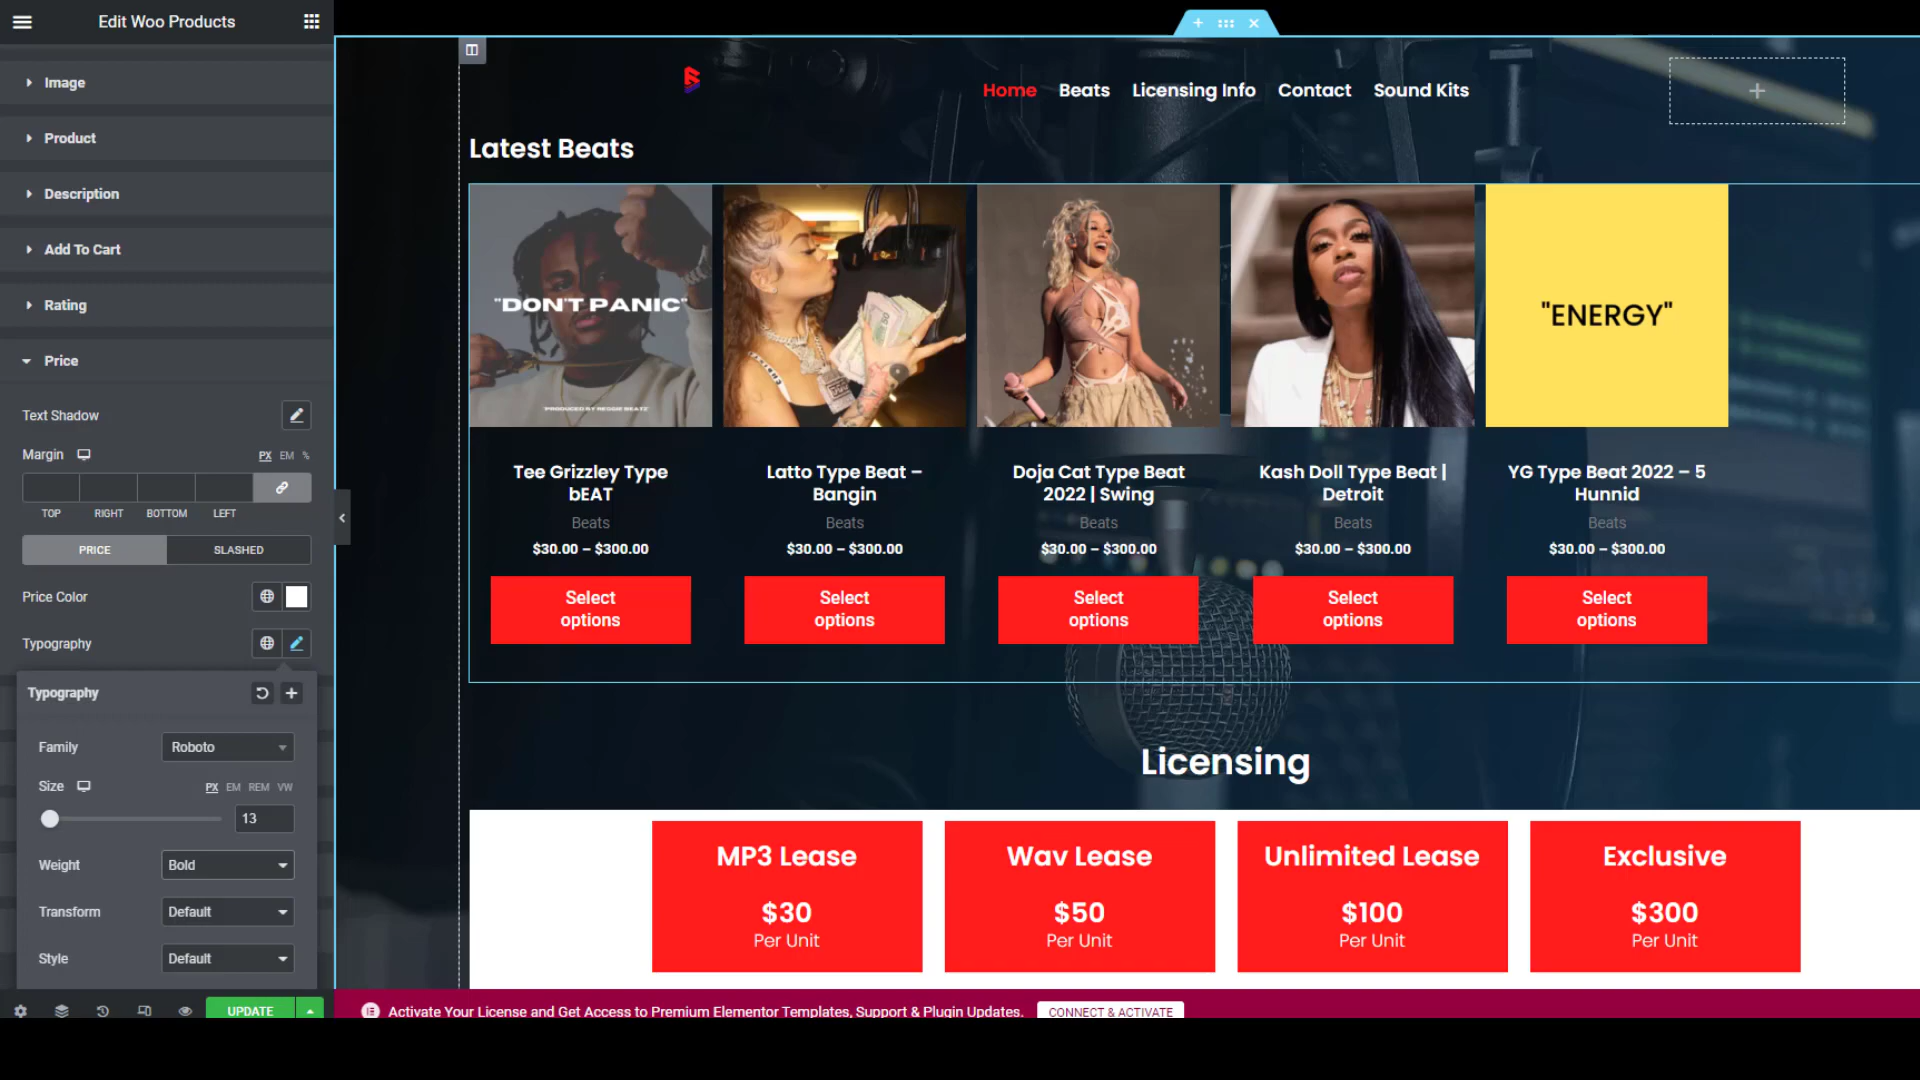 Edit Woo Products
Image
Product
Description
Add To Cart
Rating
Price
Text Shadow
Margin
PX EM %
TOP RIGHT BOTTOM LEFT
PRICE SLASHED
Price Color
Typography
Typography
Family Roboto
Size PX EM REM VW
13
Weight Bold
Transform Default
Style Default
UPDATE
Home Beats Licensing Info Contact Sound Kits
Latest Beats
"DON'T PANIC"
"PRODUCED BY REGGIE BEATZ"
"ENERGY"
Tee Grizzley Type
bEAT
Beats
$30.00 – $300.00
Select
options
Latto Type Beat –
Bangin
Beats
$30.00 – $300.00
Select
options
Doja Cat Type Beat
2022 | Swing
Beats
$30.00 – $300.00
Select
options
Kash Doll Type Beat |
Detroit
Beats
$30.00 – $300.00
Select
options
YG Type Beat 2022 – 5
Hunnid
Beats
$30.00 – $300.00
Select
options
Licensing
MP3 Lease
$30
Per Unit
Wav Lease
$50
Per Unit
Unlimited Lease
$100
Per Unit
Exclusive
$300
Per Unit
Activate Your License and Get Access to Premium Elementor Templates, Support & Plugin Updates.
CONNECT & ACTIVATE